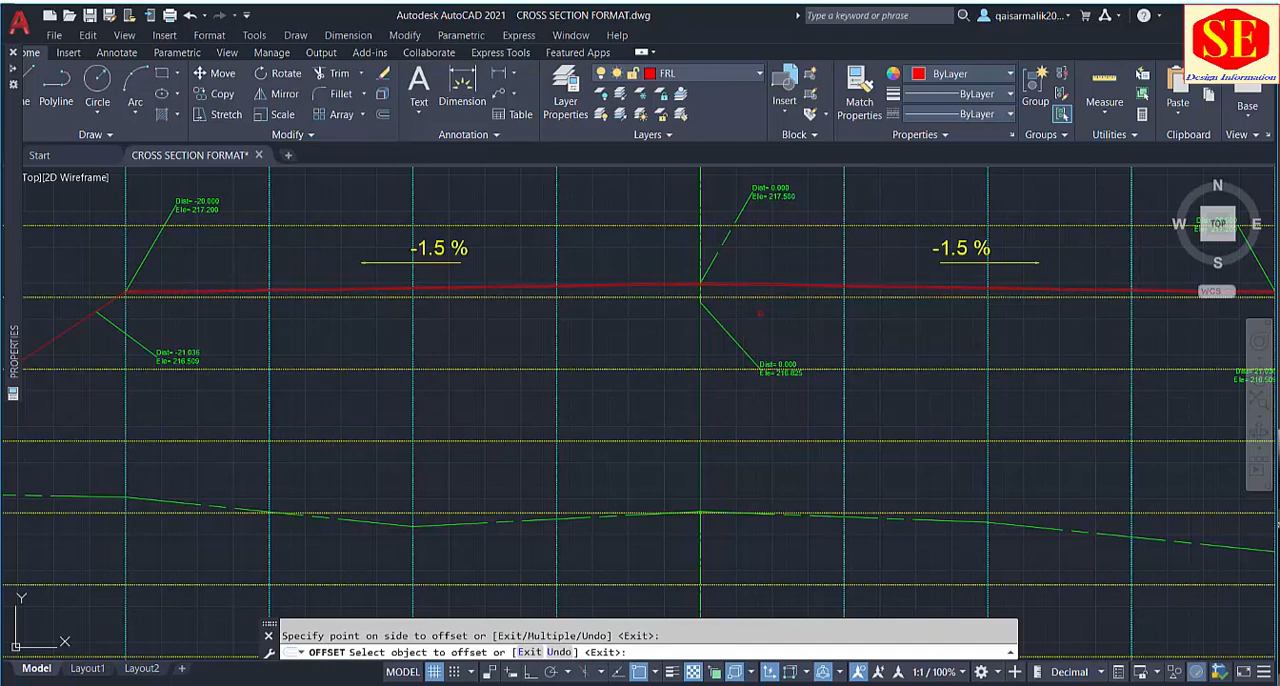 Autodesk AutoCAD 2021 CROSS SECTION FORMAT.dwg
Type a keyword or phrase
qaisarmalik20...
SE
Design Information
File Edit View Insert Format Tools Draw Dimension Modify Parametric Express Window Help
ome Insert Annotate Parametric View Manage Output Add-ins Collaborate Express Tools Featured Apps
Move Rotate Trim
Copy Mirror Fillet
Stretch Scale Array
Polyline Circle Arc
Text Dimension
Table
Layer Properties
FRL
Insert
Match Properties
ByLayer
ByLayer
ByLayer
Group
Measure
Paste
Base
Draw Modify Annotation Layers Block Properties Groups Utilities Clipboard View
Start CROSS SECTION FORMAT*
Top][2D Wireframe]
N
W TOP E
S
WCS
Dist= -20.000
Ele= 217.200
Dist= 0.000
Ele= 217.500
-1.5 %
-1.5 %
Dist= -21.036
Ele= 216.509
Dist= 0.000
Ele= 216.825
PROPERTIES
Y
X
Specify point on side to offset or [Exit/Multiple/Undo] <Exit>:
OFFSET Select object to offset or [Exit Undo] <Exit>:
Model Layout1 Layout2
MODEL 1:1 / 100% Decimal